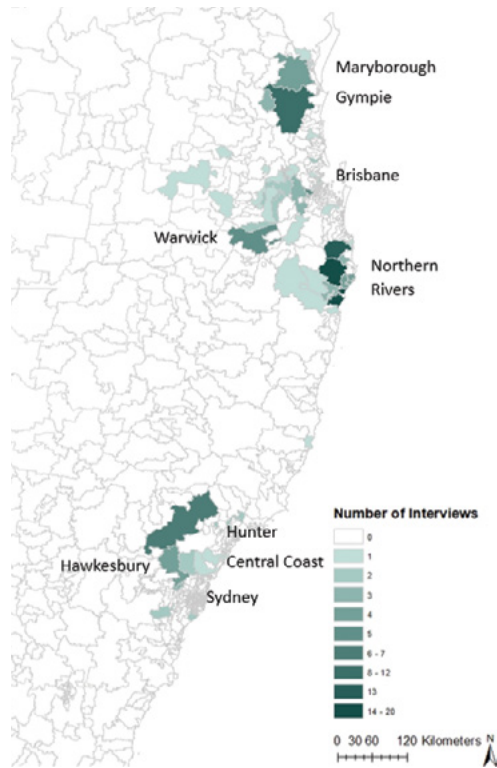 Maryborough
Gympie
Brisbane
Warwick
Northern
Rivers
Hunter
Hawkesbury
Central Coast
Sydney
Number of Interviews
0
1
2
3
4
5
6 - 7
8 - 12
13
14 - 20
0 30 60 120 Kilometers
N